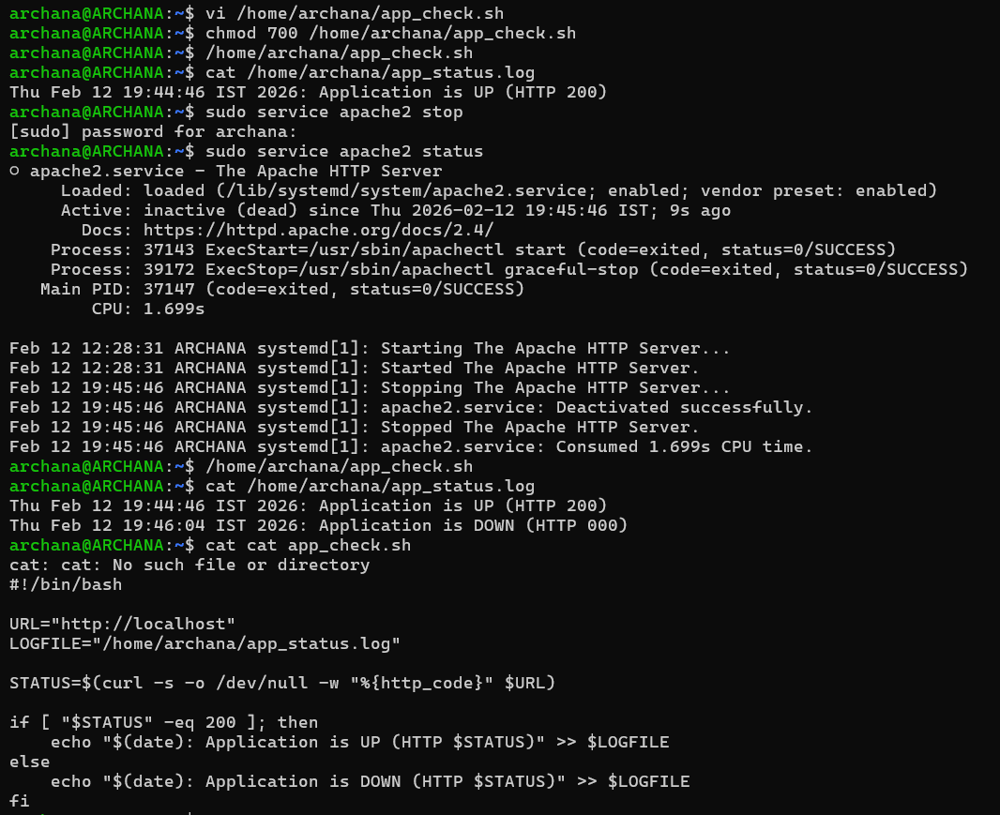 archana@ARCHANA:~$ vi /home/archana/app_check.sh
archana@ARCHANA:~$ chmod 700 /home/archana/app_check.sh
archana@ARCHANA:~$ /home/archana/app_check.sh
archana@ARCHANA:~$ cat /home/archana/app_status.log
Thu Feb 12 19:44:46 IST 2026: Application is UP (HTTP 200)
archana@ARCHANA:~$ sudo service apache2 stop
[sudo] password for archana:
archana@ARCHANA:~$ sudo service apache2 status
○ apache2.service - The Apache HTTP Server
     Loaded: loaded (/lib/systemd/system/apache2.service; enabled; vendor preset: enabled)
     Active: inactive (dead) since Thu 2026-02-12 19:45:46 IST; 9s ago
       Docs: https://httpd.apache.org/docs/2.4/
    Process: 37143 ExecStart=/usr/sbin/apachectl start (code=exited, status=0/SUCCESS)
    Process: 39172 ExecStop=/usr/sbin/apachectl graceful-stop (code=exited, status=0/SUCCESS)
   Main PID: 37147 (code=exited, status=0/SUCCESS)
        CPU: 1.699s

Feb 12 12:28:31 ARCHANA systemd[1]: Starting The Apache HTTP Server...
Feb 12 12:28:31 ARCHANA systemd[1]: Started The Apache HTTP Server.
Feb 12 19:45:46 ARCHANA systemd[1]: Stopping The Apache HTTP Server...
Feb 12 19:45:46 ARCHANA systemd[1]: apache2.service: Deactivated successfully.
Feb 12 19:45:46 ARCHANA systemd[1]: Stopped The Apache HTTP Server.
Feb 12 19:45:46 ARCHANA systemd[1]: apache2.service: Consumed 1.699s CPU time.
archana@ARCHANA:~$ /home/archana/app_check.sh
archana@ARCHANA:~$ cat /home/archana/app_status.log
Thu Feb 12 19:44:46 IST 2026: Application is UP (HTTP 200)
Thu Feb 12 19:46:04 IST 2026: Application is DOWN (HTTP 000)
archana@ARCHANA:~$ cat cat app_check.sh
cat: cat: No such file or directory
#!/bin/bash

URL="http://localhost"
LOGFILE="/home/archana/app_status.log"

STATUS=$(curl -s -o /dev/null -w "%{http_code}" $URL)

if [ "$STATUS" -eq 200 ]; then
    echo "$(date): Application is UP (HTTP $STATUS)" >> $LOGFILE
else
    echo "$(date): Application is DOWN (HTTP $STATUS)" >> $LOGFILE
fi